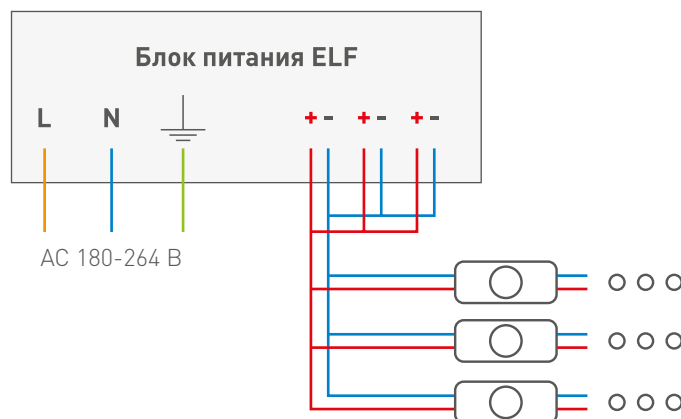 Блок питания ELF
L N + - + - + -
AC 180-264 В